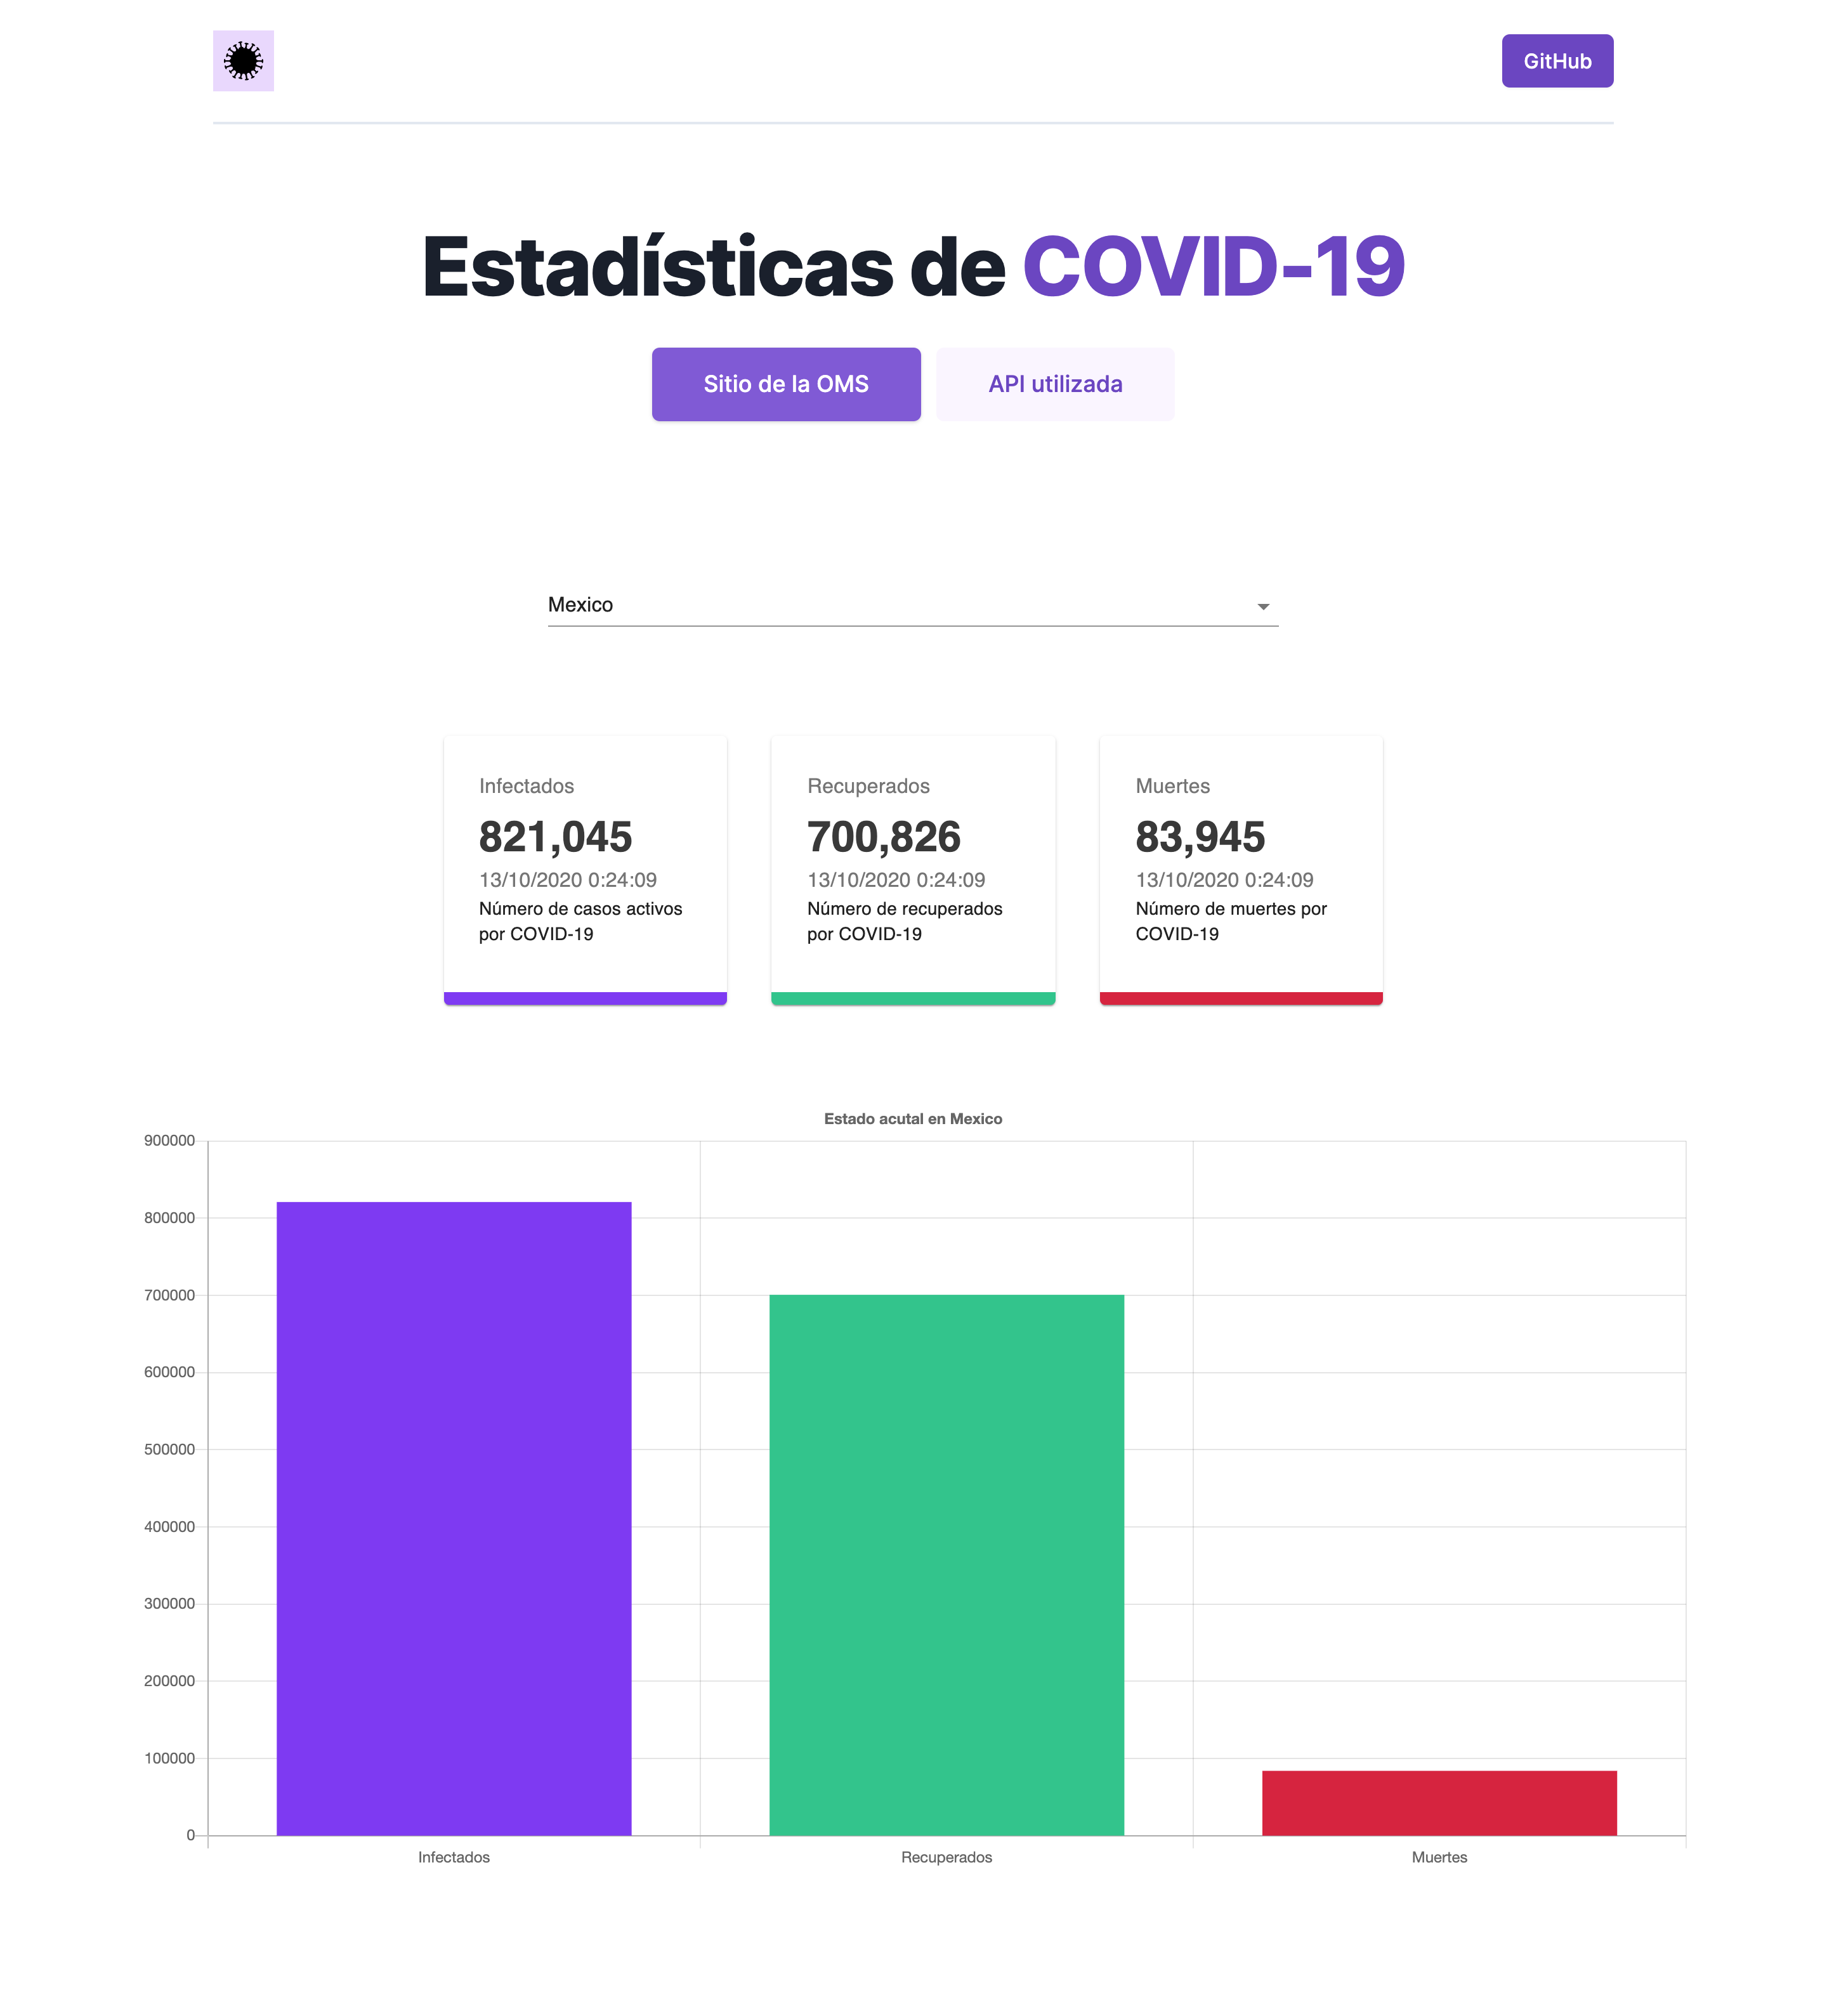 GitHub
Estadísticas de COVID-19
Sitio de la OMS
API utilizada
Mexico
Infectados
821,045
13/10/2020 0:24:09
Número de casos activos
por COVID-19
Recuperados
700,826
13/10/2020 0:24:09
Número de recuperados
por COVID-19
Muertes
83,945
13/10/2020 0:24:09
Número de muertes por
COVID-19
Estado acutal en Mexico
900000
800000
700000
600000
500000
400000
300000
200000
100000
0
Infectados
Recuperados
Muertes